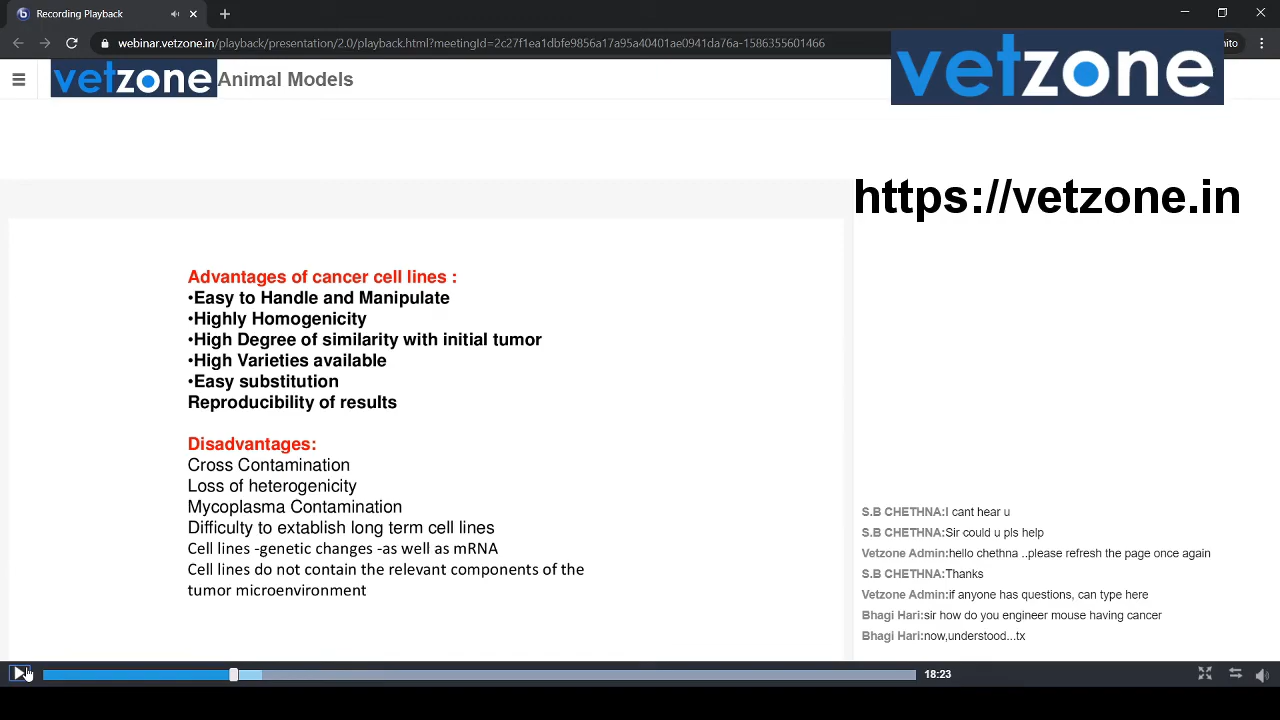 Recording Playback
webinar.vetzone.in/playback/presentation/2.0/playback.html?meetingId=2c27f1ea1dbfe9856a17a95a40401ae0941da76a-1586355601466
nito
vetzone Animal Models
vetzone
https://vetzone.in
Advantages of cancer cell lines :
•Easy to Handle and Manipulate
•Highly Homogenicity
•High Degree of similarity with initial tumor
•High Varieties available
•Easy substitution
Reproducibility of results
Disadvantages:
Cross Contamination
Loss of heterogenicity
Mycoplasma Contamination
Difficulty to extablish long term cell lines
Cell lines -genetic changes -as well as mRNA
Cell lines do not contain the relevant components of the
tumor microenvironment
S.B CHETHNA:I cant hear u
S.B CHETHNA:Sir could u pls help
Vetzone Admin:hello chethna ..please refresh the page once again
S.B CHETHNA:Thanks
Vetzone Admin:if anyone has questions, can type here
Bhagi Hari:sir how do you engineer mouse having cancer
Bhagi Hari:now,understood...tx
18:23